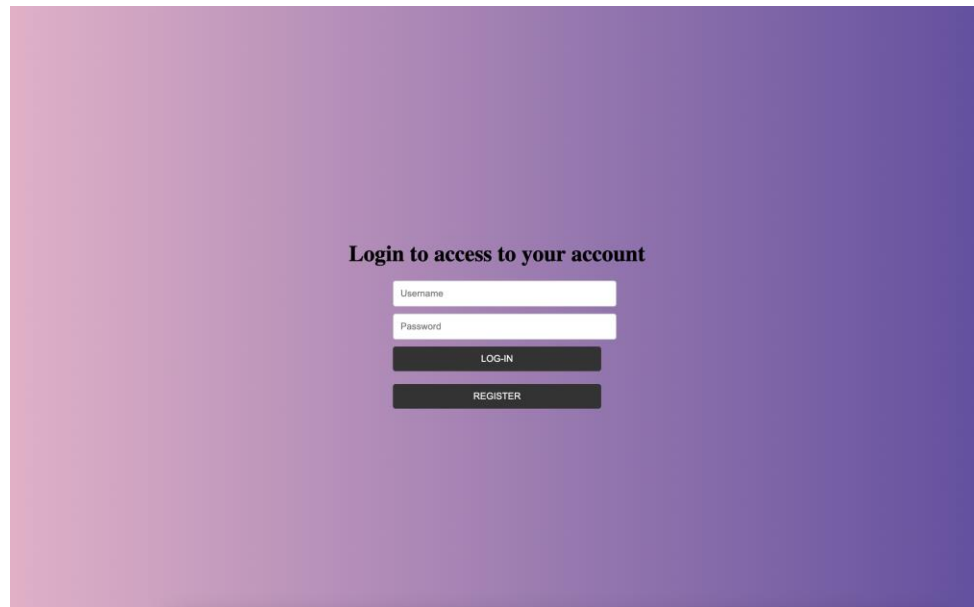 Login to access to your account
Username
Password
LOG-IN
REGISTER